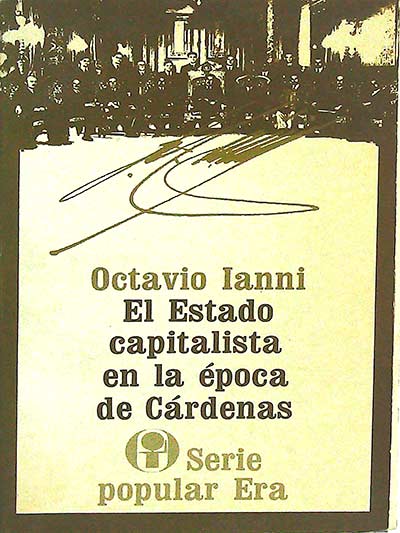 Octavio Ianni
El Estado
capitalista
en la época
de Cárdenas
Serie
popular Era